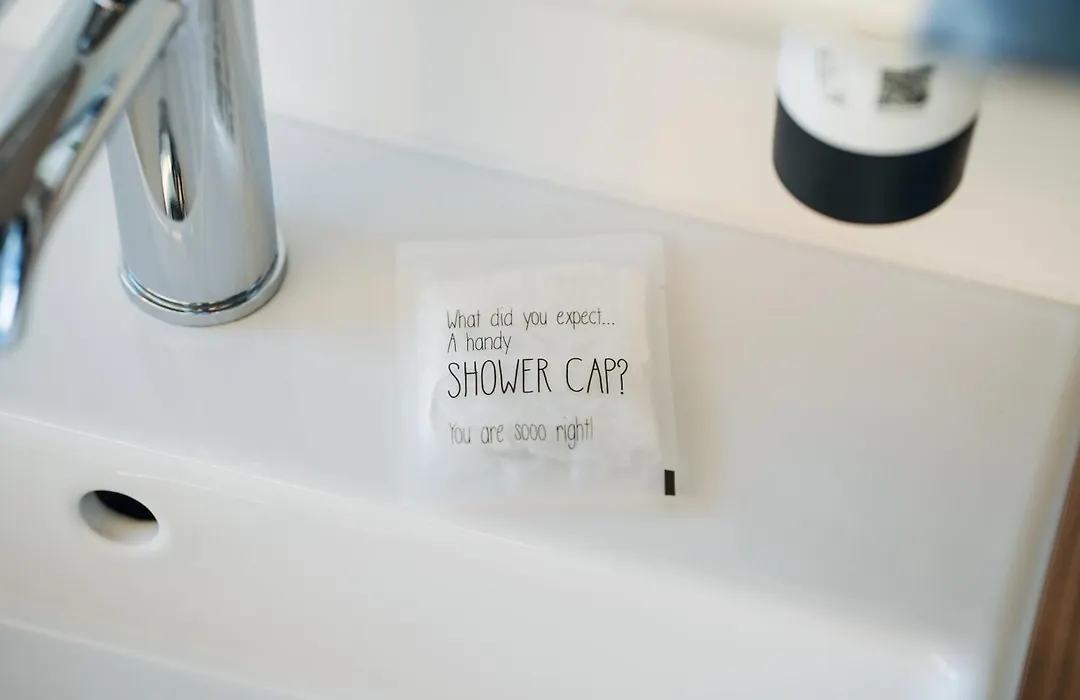 What did you expect...
A handy
SHOWER CAP?
You are sooo right!